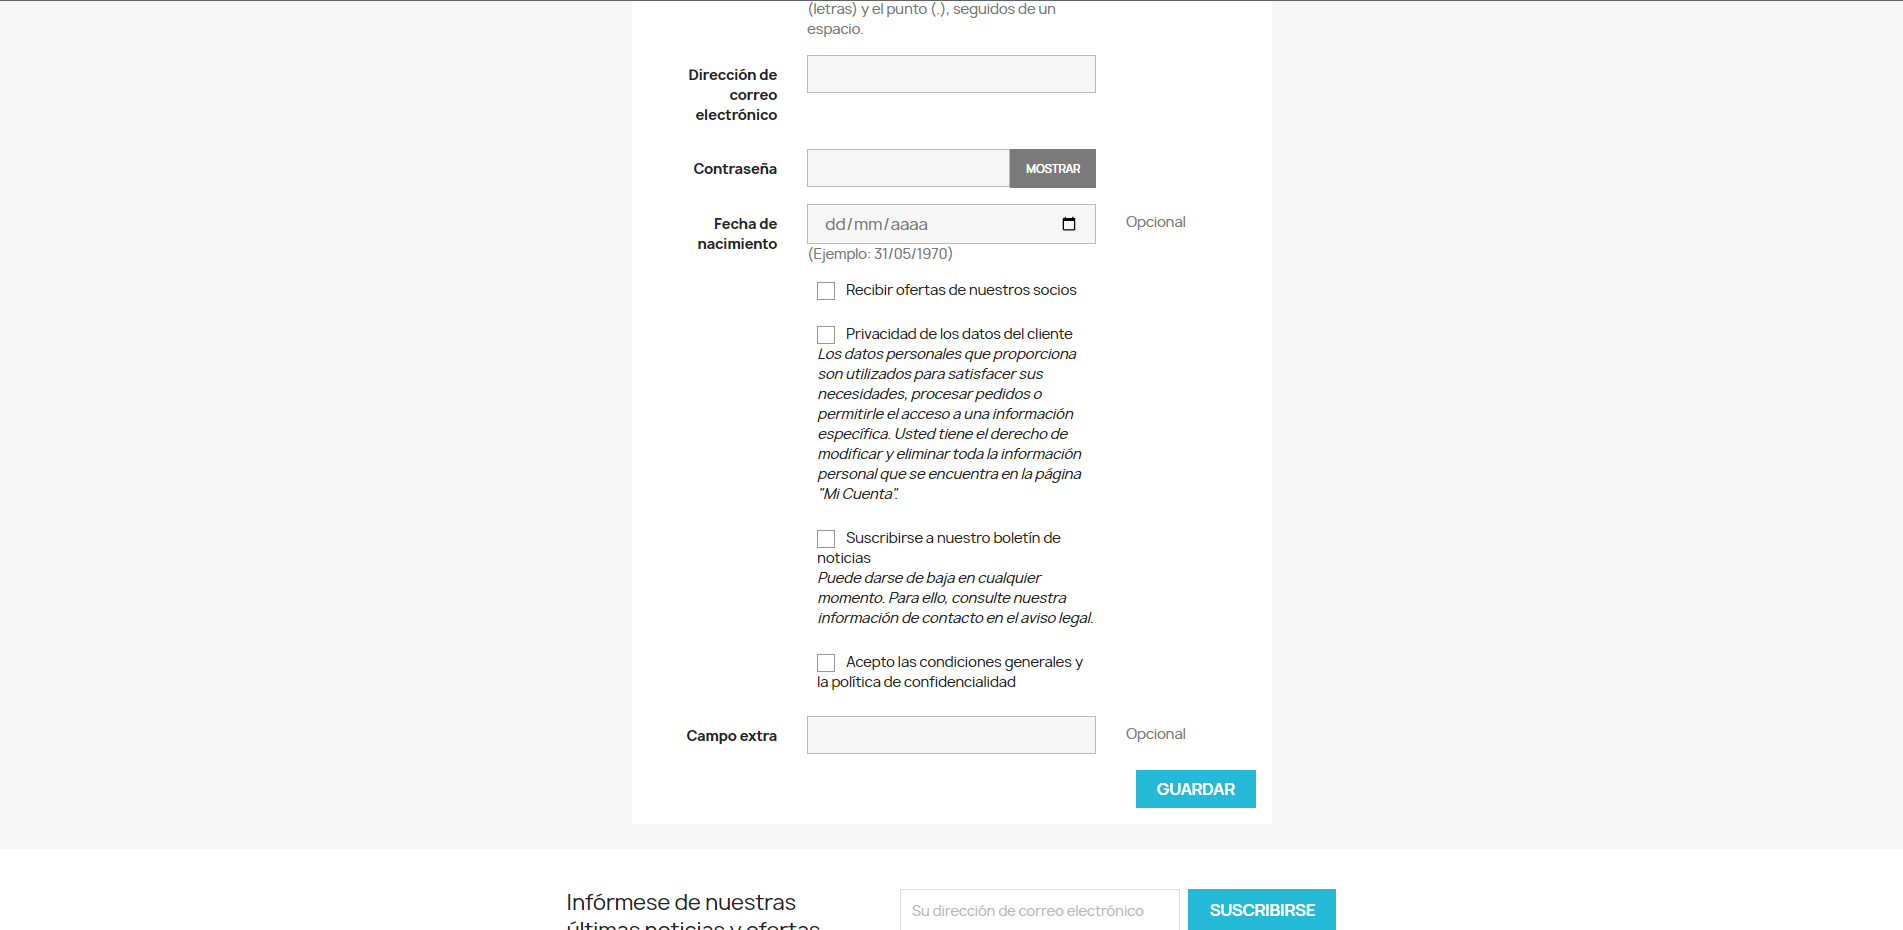 (letras) y el punto (.), seguidos de un
espacio.
Dirección de
correo
electrónico
Contraseña
MOSTRAR
Fecha de
nacimiento
dd/mm/aaaa
Opcional
(Ejemplo: 31/05/1970)
Recibir ofertas de nuestros socios
Privacidad de los datos del cliente
Los datos personales que proporciona
son utilizados para satisfacer sus
necesidades, procesar pedidos o
permitirle el acceso a una información
específica. Usted tiene el derecho de
modificar y eliminar toda la información
personal que se encuentra en la página
"Mi Cuenta".
Suscribirse a nuestro boletín de
noticias
Puede darse de baja en cualquier
momento. Para ello, consulte nuestra
información de contacto en el aviso legal.
Acepto las condiciones generales y
la política de confidencialidad
Campo extra
Opcional
GUARDAR
Infórmese de nuestras
últimas noticias y ofertas
Su dirección de correo electrónico
SUSCRIBIRSE